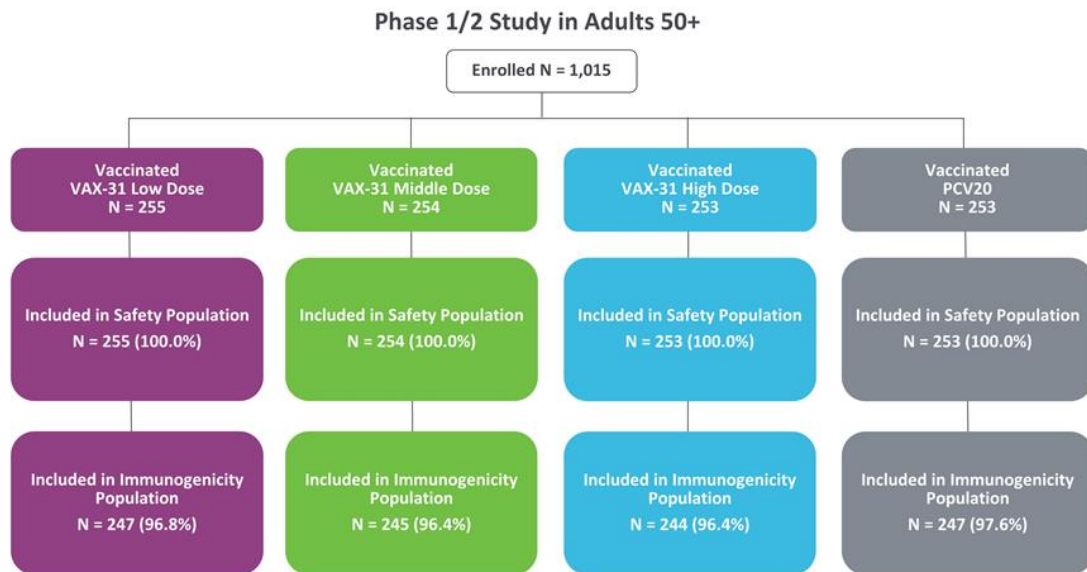 Phase 1/2 Study in Adults 50+
Enrolled N = 1,015
Vaccinated
VAX-31 Low Dose
N = 255
Vaccinated
VAX-31 Middle Dose
N = 254
Vaccinated
VAX-31 High Dose
N = 253
Vaccinated
PCV20
N = 253
Included in Safety Population
N = 255 (100.0%)
Included in Safety Population
N = 254 (100.0%)
Included in Safety Population
N = 253 (100.0%)
Included in Safety Population
N = 253 (100.0%)
Included in Immunogenicity
Population
N = 247 (96.8%)
Included in Immunogenicity
Population
N = 245 (96.4%)
Included in Immunogenicity
Population
N = 244 (96.4%)
Included in Immunogenicity
Population
N = 247 (97.6%)